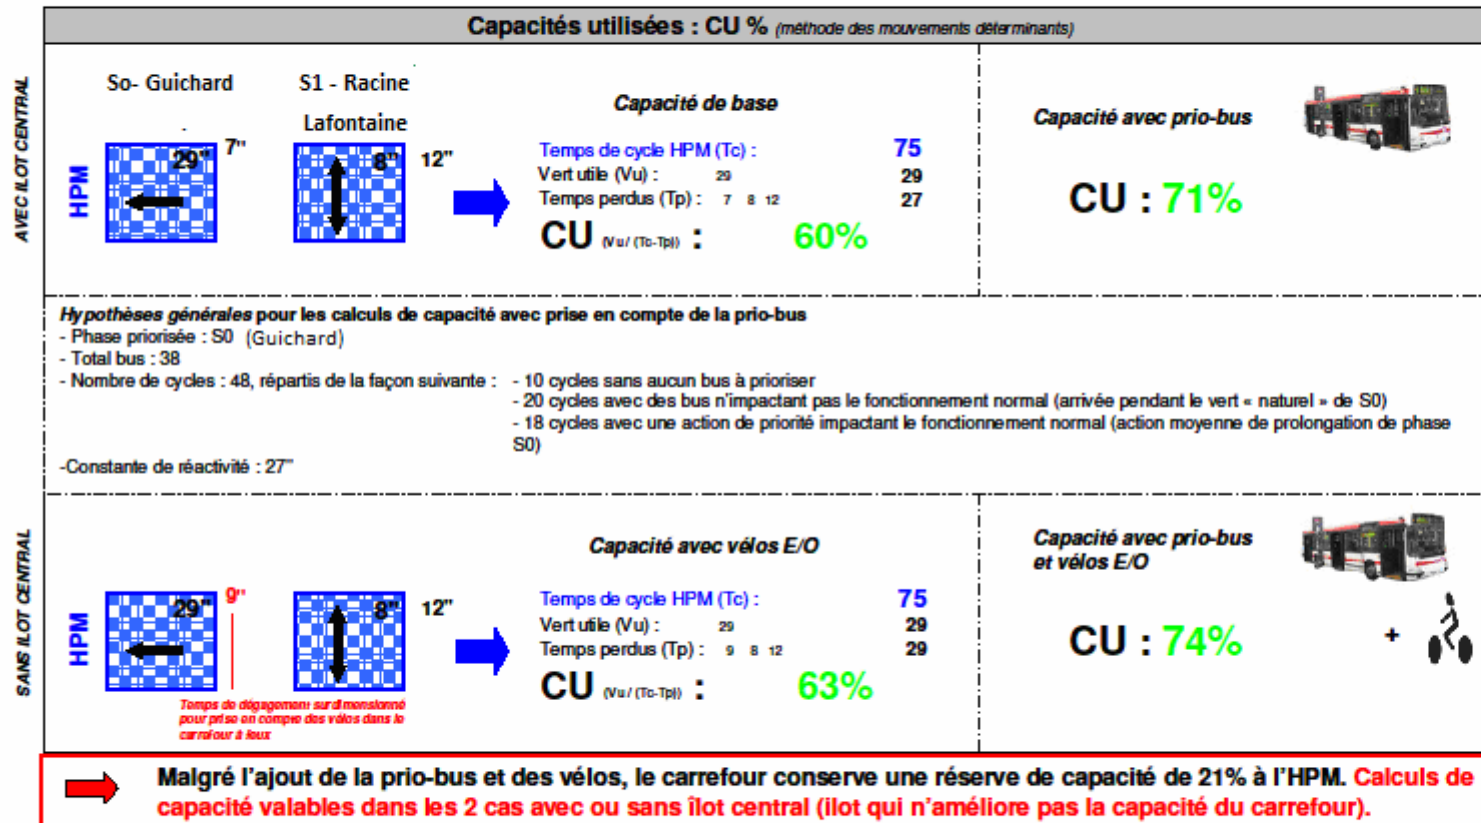 Capacités utilisées : CU % (méthode des mouvements déterminants)
AVEC ILOT CENTRAL
HPM
So- Guichard
29" 7"
S1 - Racine
Lafontaine
8" 12"
Capacité de base
Temps de cycle HPM (Tc) : 75
Vert utile (Vu) : 29 29
Temps perdus (Tp) : 7 8 12 27
CU (Vu / (Tc-Tp)) : 60%
Capacité avec prio-bus
CU : 71%
Hypothèses générales pour les calculs de capacité avec prise en compte de la prio-bus
- Phase priorisée : S0 (Guichard)
- Total bus : 38
- Nombre de cycles : 48, répartis de la façon suivante : - 10 cycles sans aucun bus à prioriser
- 20 cycles avec des bus n'impactant pas le fonctionnement normal (arrivée pendant le vert « naturel » de S0)
- 18 cycles avec une action de priorité impactant le fonctionnement normal (action moyenne de prolongation de phase
S0)
-Constante de réactivité : 27"
SANS ILOT CENTRAL
HPM
29" 9"
8" 12"
Temps de dégagement surdimensionné
pour prise en compte des vélos dans le
carrefour à feux
Capacité avec vélos E/O
Temps de cycle HPM (Tc) : 75
Vert utile (Vu) : 29 29
Temps perdus (Tp) : 9 8 12 29
CU (Vu / (Tc-Tp)) : 63%
Capacité avec prio-bus
et vélos E/O
CU : 74%
+
Malgré l'ajout de la prio-bus et des vélos, le carrefour conserve une réserve de capacité de 21% à l'HPM. Calculs de
capacité valables dans les 2 cas avec ou sans îlot central (ilot qui n'améliore pas la capacité du carrefour).